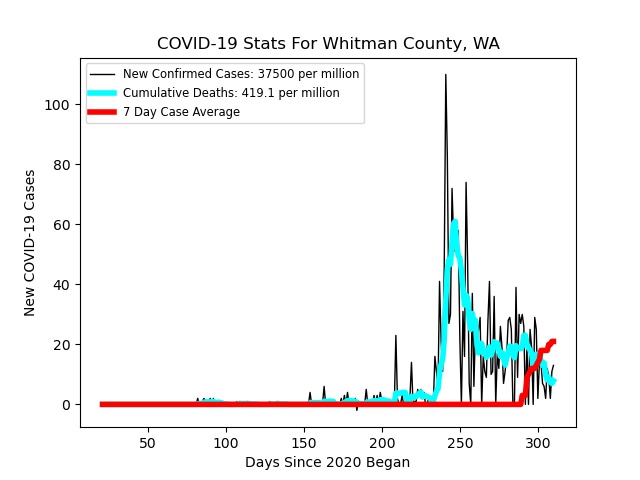 COVID-19 Stats For Whitman County, WA
New Confirmed Cases: 37500 per million
Cumulative Deaths: 419.1 per million
7 Day Case Average
New COVID-19 Cases
100
80
60
40
20
0
50 100 150 200 250 300
Days Since 2020 Began